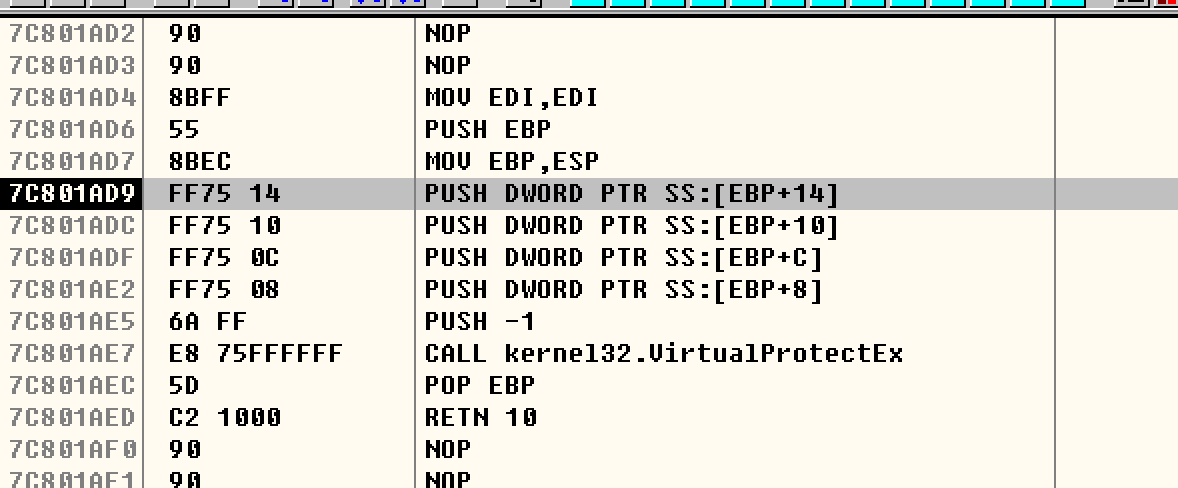 7C801AD2 90 NOP
7C801AD3 90 NOP
7C801AD4 8BFF MOV EDI,EDI
7C801AD6 55 PUSH EBP
7C801AD7 8BEC MOV EBP,ESP
7C801AD9 FF75 14 PUSH DWORD PTR SS:[EBP+14]
7C801ADC FF75 10 PUSH DWORD PTR SS:[EBP+10]
7C801ADF FF75 0C PUSH DWORD PTR SS:[EBP+C]
7C801AE2 FF75 08 PUSH DWORD PTR SS:[EBP+8]
7C801AE5 6A FF PUSH -1
7C801AE7 E8 75FFFFFF CALL kernel32.VirtualProtectEx
7C801AEC 5D POP EBP
7C801AED C2 1000 RETN 10
7C801AF0 90 NOP
7C801AF1 90 NOP